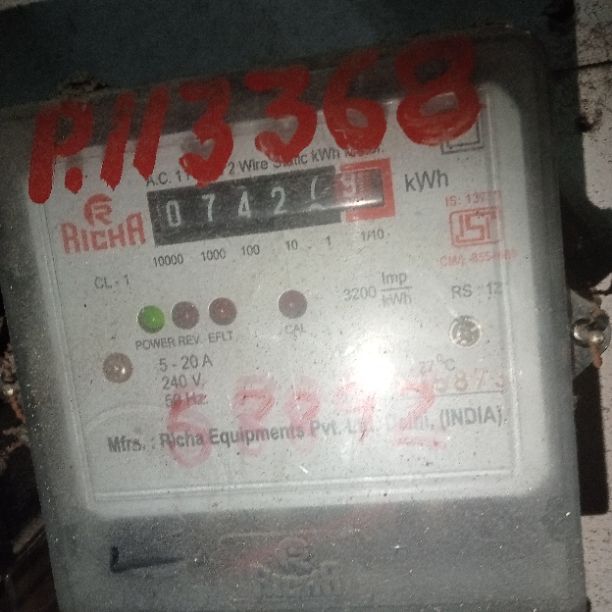 P.113368
A.C. 1 2 Wire Static kWh Meter
RICHA
0742 kWh
10000 1000 100 10 1 1/10
IS:
CL - 1
3200 Imp/kWh
RS : 12
POWER REV. EFLT. CAL
5 - 20 A
240 V,
50 Hz
27°C
Mfrs. : Richa Equipments Pvt. Ltd. Delhi, (INDIA)